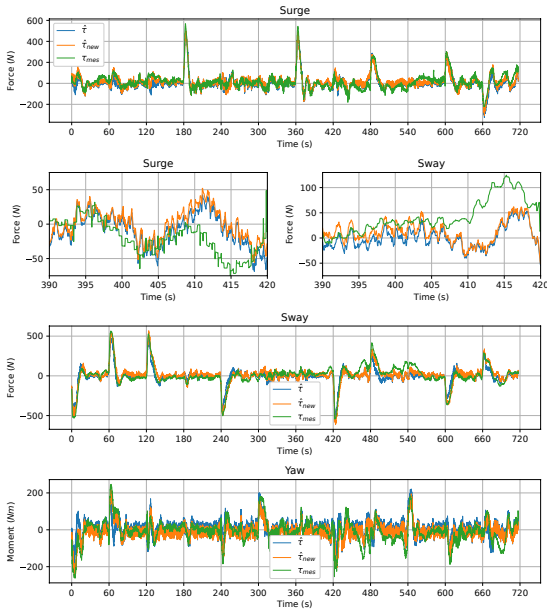 Surge
600
400
200
0
−200
Force (N)
τ̂
τ̂new
τmes
0 60 120 180 240 300 360 420 480 540 600 660 720
Time (s)
Surge
50
0
−50
Force (N)
390 395 400 405 410 415 420
Time (s)
Sway
100
50
0
−50
Force (N)
390 395 400 405 410 415 420
Time (s)
Sway
500
0
−500
Force (N)
τ̂
τ̂new
τmes
0 60 120 180 240 300 360 420 480 540 600 660 720
Time (s)
Yaw
200
0
−200
Moment (Nm)
τ̂
τ̂new
τmes
0 60 120 180 240 300 360 420 480 540 600 660 720
Time (s)